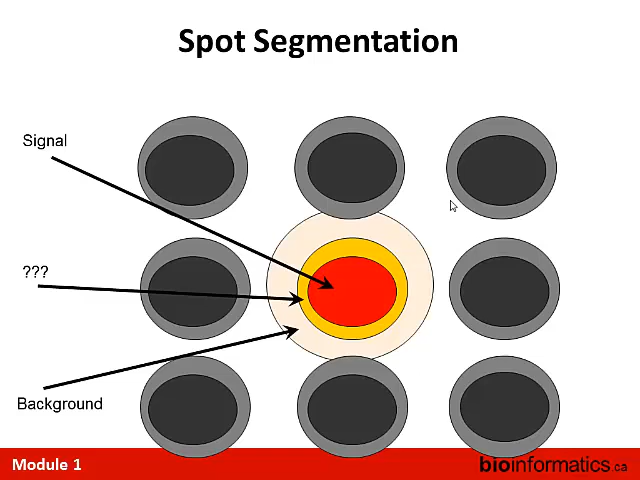 Spot Segmentation
Signal
???
Background
Module 1
bioinformatics.ca